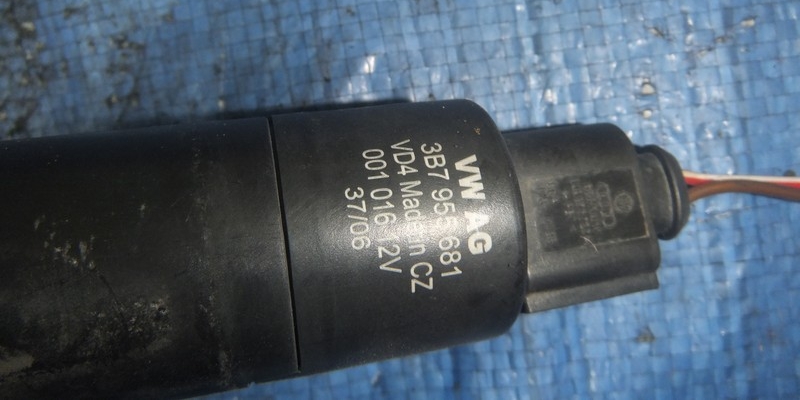 VW AG
3B7 955 681
VD4 Made in CZ
001 016 12V
37/06